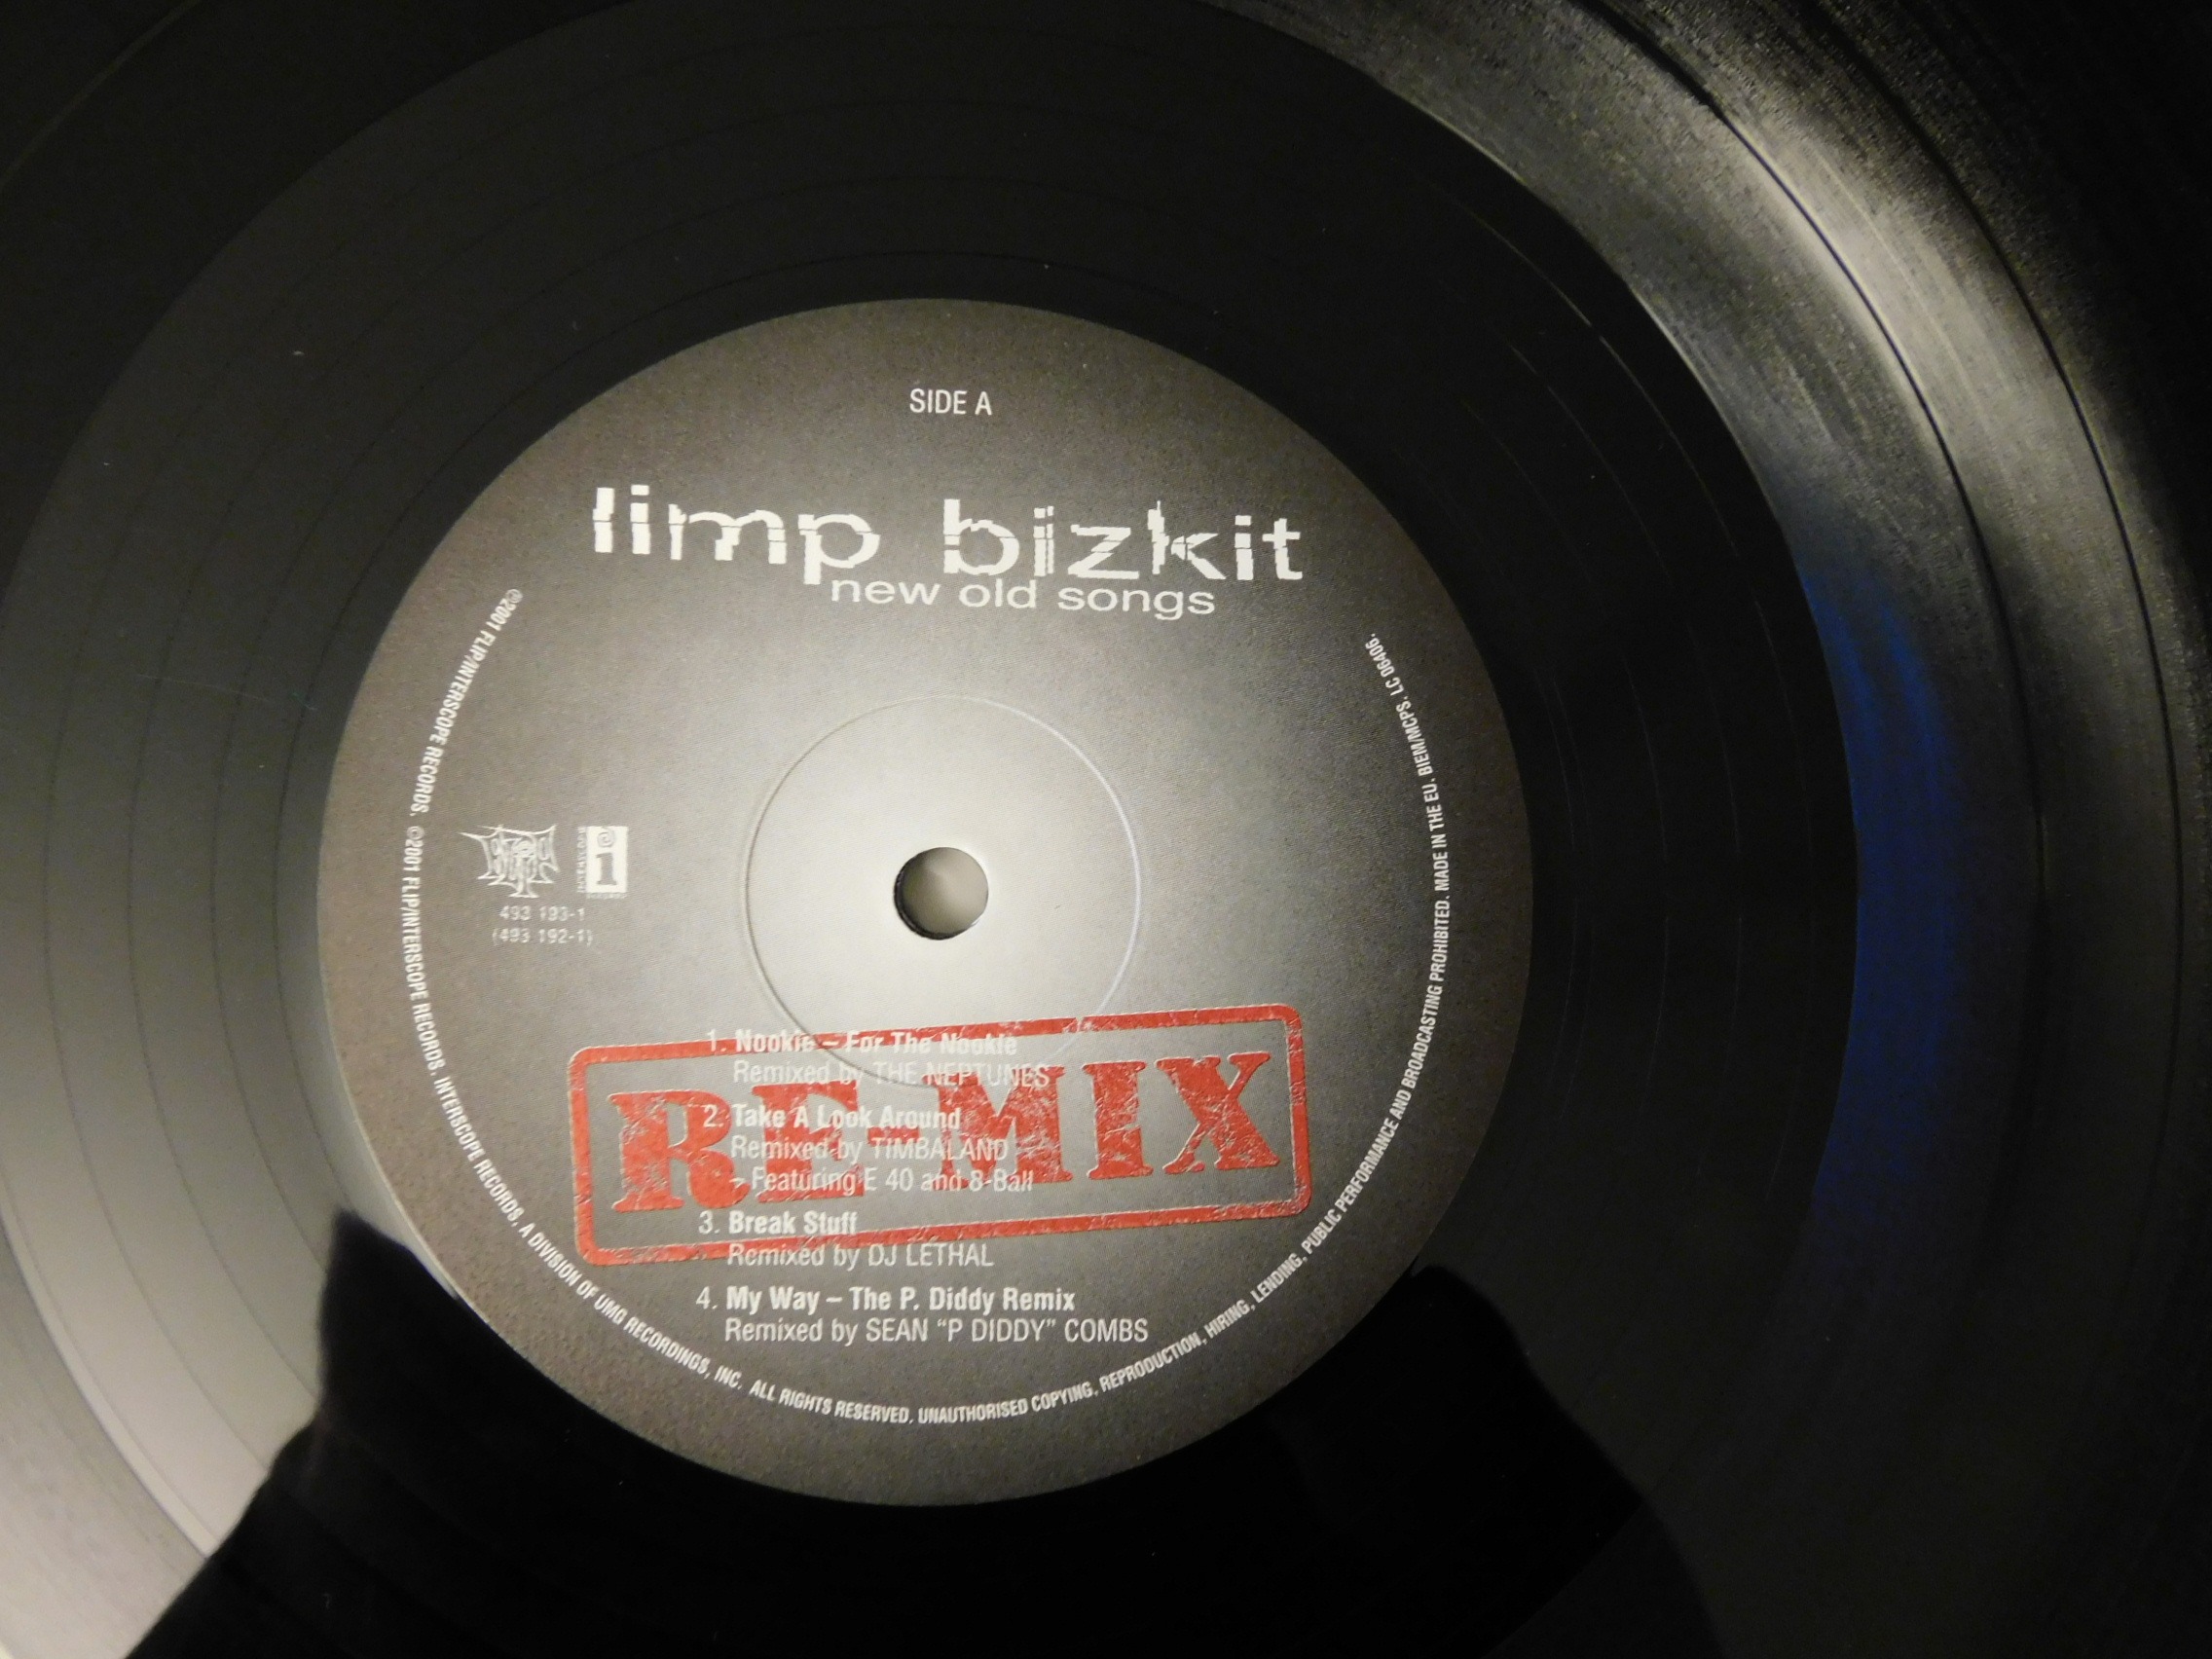 SIDE A
limp bizkit
new old songs
℗2001 FLIP/INTERSCOPE RECORDS. ©2001 FLIP/INTERSCOPE RECORDS. INTERSCOPE RECORDS, A DIVISION OF UMG RECORDINGS, INC. ALL RIGHTS RESERVED. UNAUTHORISED COPYING, REPRODUCTION, HIRING, LENDING, PUBLIC PERFORMANCE AND BROADCASTING PROHIBITED. MADE IN THE EU. BIEM/MCPS. LC 06406.
i
493 193-1
(493 192-1)
RE-MIX
1. Nookie – For The Nookie
Remixed by THE NEPTUNES
2. Take A Look Around
Remixed by TIMBALAND
– Featuring E 40 and 8-Ball
3. Break Stuff
Remixed by DJ LETHAL
4. My Way – The P. Diddy Remix
Remixed by SEAN “P DIDDY” COMBS